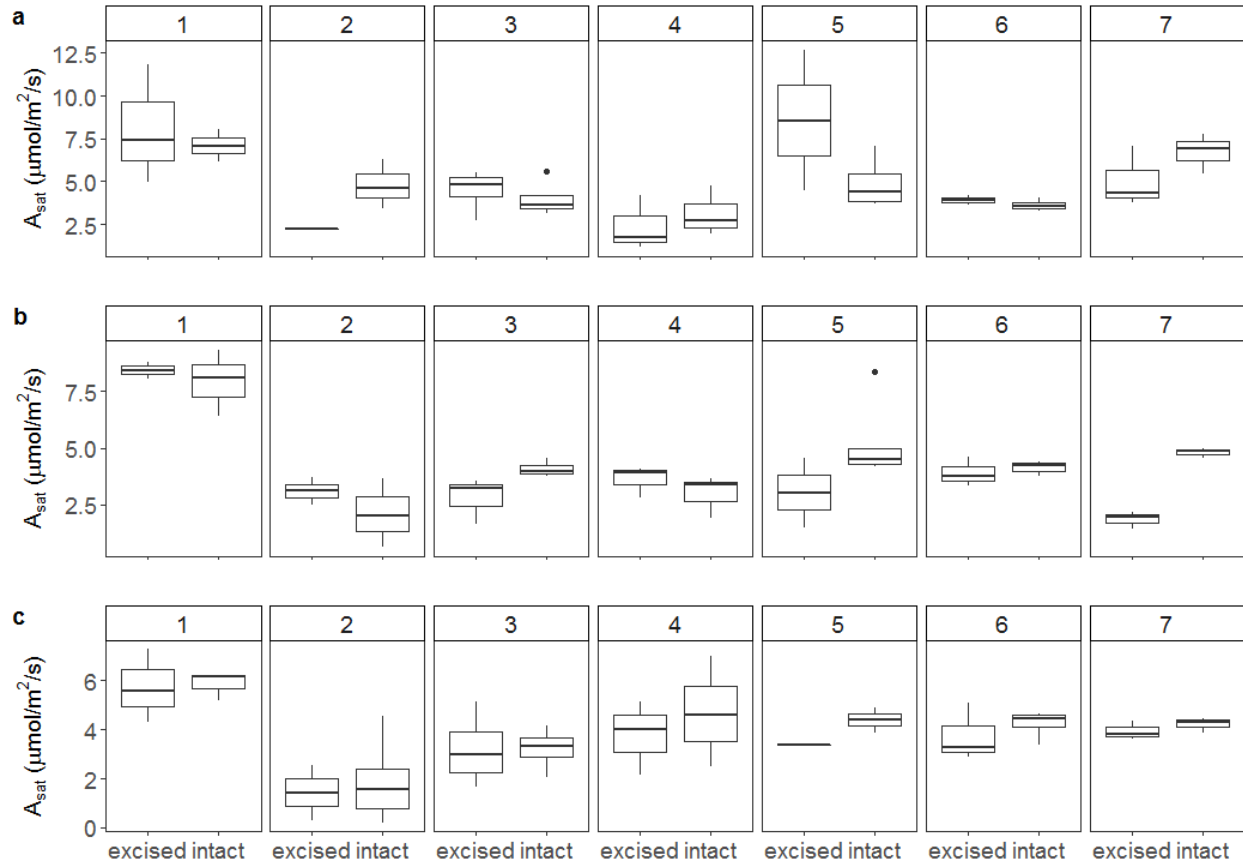 a
1 2 3 4 5 6 7
12.5
10.0
7.5
5.0
2.5
Asat (μmol/m2/s)
b
1 2 3 4 5 6 7
7.5
5.0
2.5
Asat (μmol/m2/s)
c
1 2 3 4 5 6 7
6
4
2
0
Asat (μmol/m2/s)
excised intact excised intact excised intact excised intact excised intact excised intact excised intact